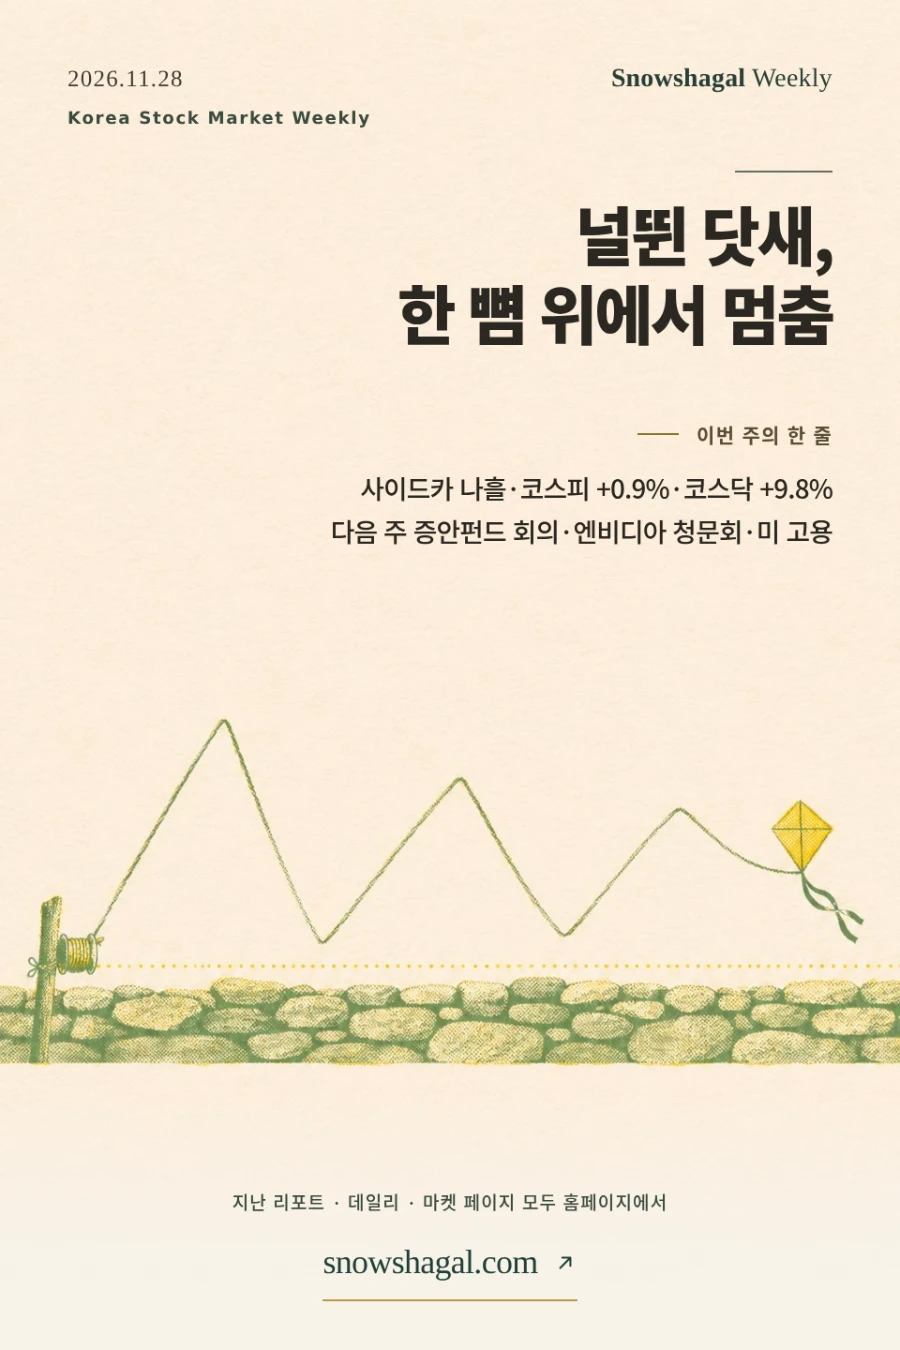 2026.11.28
Snowshagal Weekly
Korea Stock Market Weekly
널뛴 닷새,
한 뼘 위에서 멈춤
이번 주의 한 줄
사이드카 나흘·코스피 +0.9%·코스닥 +9.8%
다음 주 증안펀드 회의·엔비디아 청문회·미 고용
지난 리포트 · 데일리 · 마켓 페이지 모두 홈페이지에서
snowshagal.com ↗